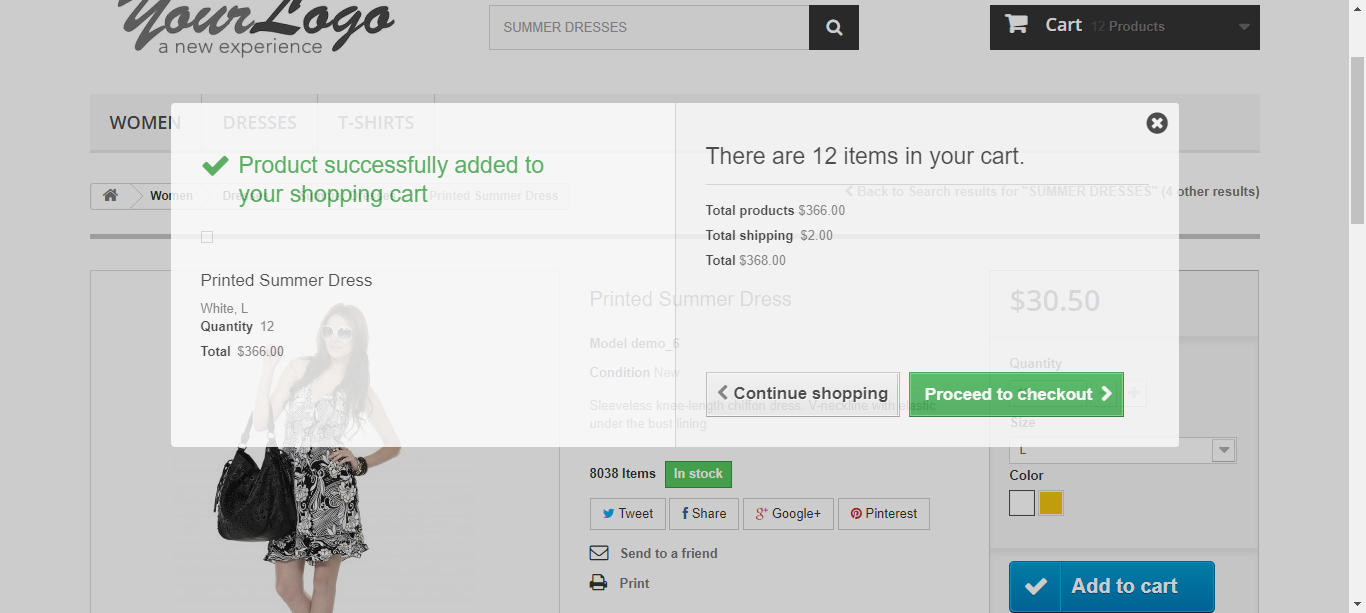 YourLogo
a new experience
SUMMER DRESSES
Cart 12 Products
WOMEN DRESSES T-SHIRTS
Product successfully added to
your shopping cart
There are 12 items in your cart.
Women
Printed Summer Dress
Back to Search results for "SUMMER DRESSES" (4 other results)
Total products $366.00
Total shipping $2.00
Total $368.00
Printed Summer Dress
White, L
Quantity 12
Total $366.00
Continue shopping
Proceed to checkout
Printed Summer Dress
Model demo_6
Condition New
Sleeveless knee-length chiffon dress. V-neckline with elastic
under the bust lining.
8038 Items In stock
Tweet Share Google+ Pinterest
Send to a friend
Print
$30.50
Quantity
Size
L
Color
Add to cart